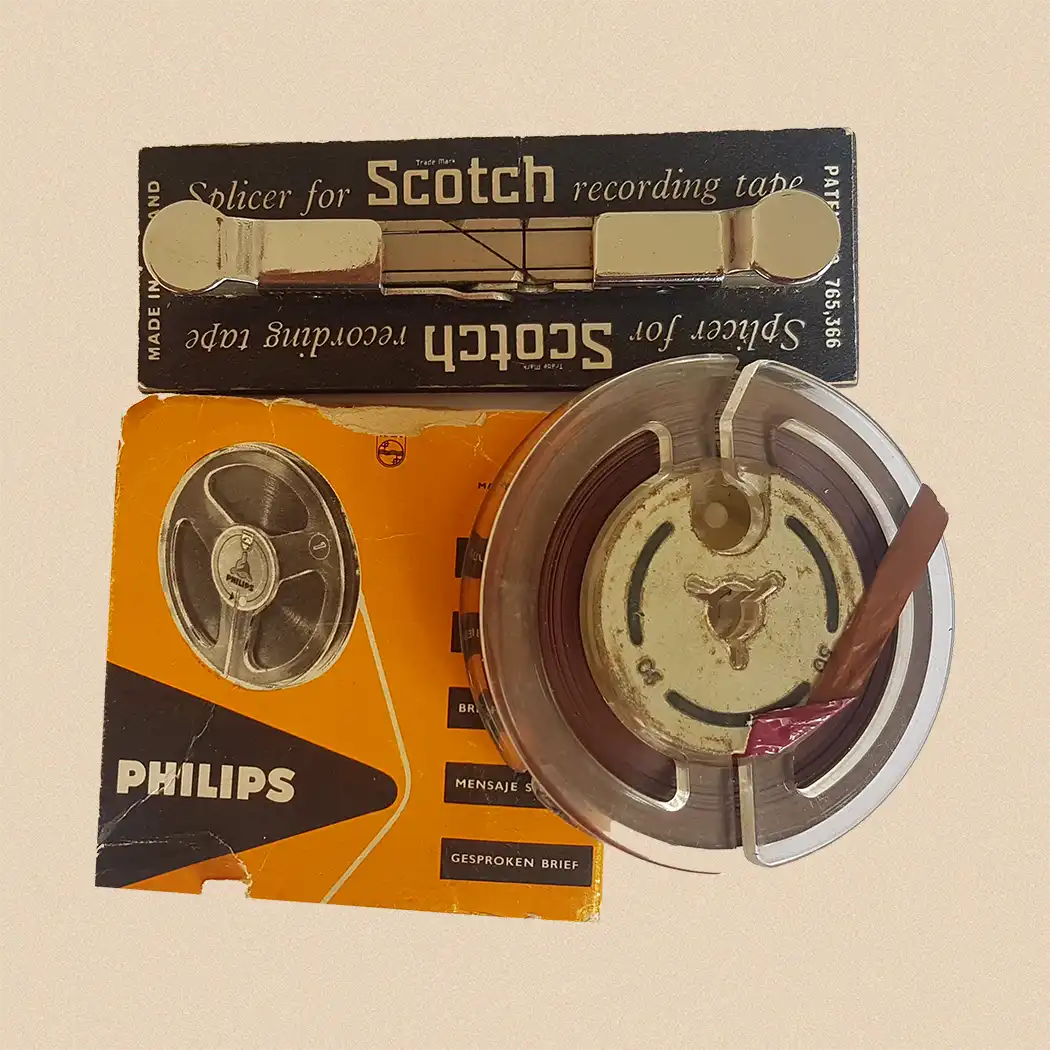 Trade Mark
Splicer for Scotch recording tape
MADE IN
AND
765,366
Splicer for Scotch recording tape
Trade Mark
PHILIPS
PHILIPS
MENSAJE
GESPROKEN BRIEF